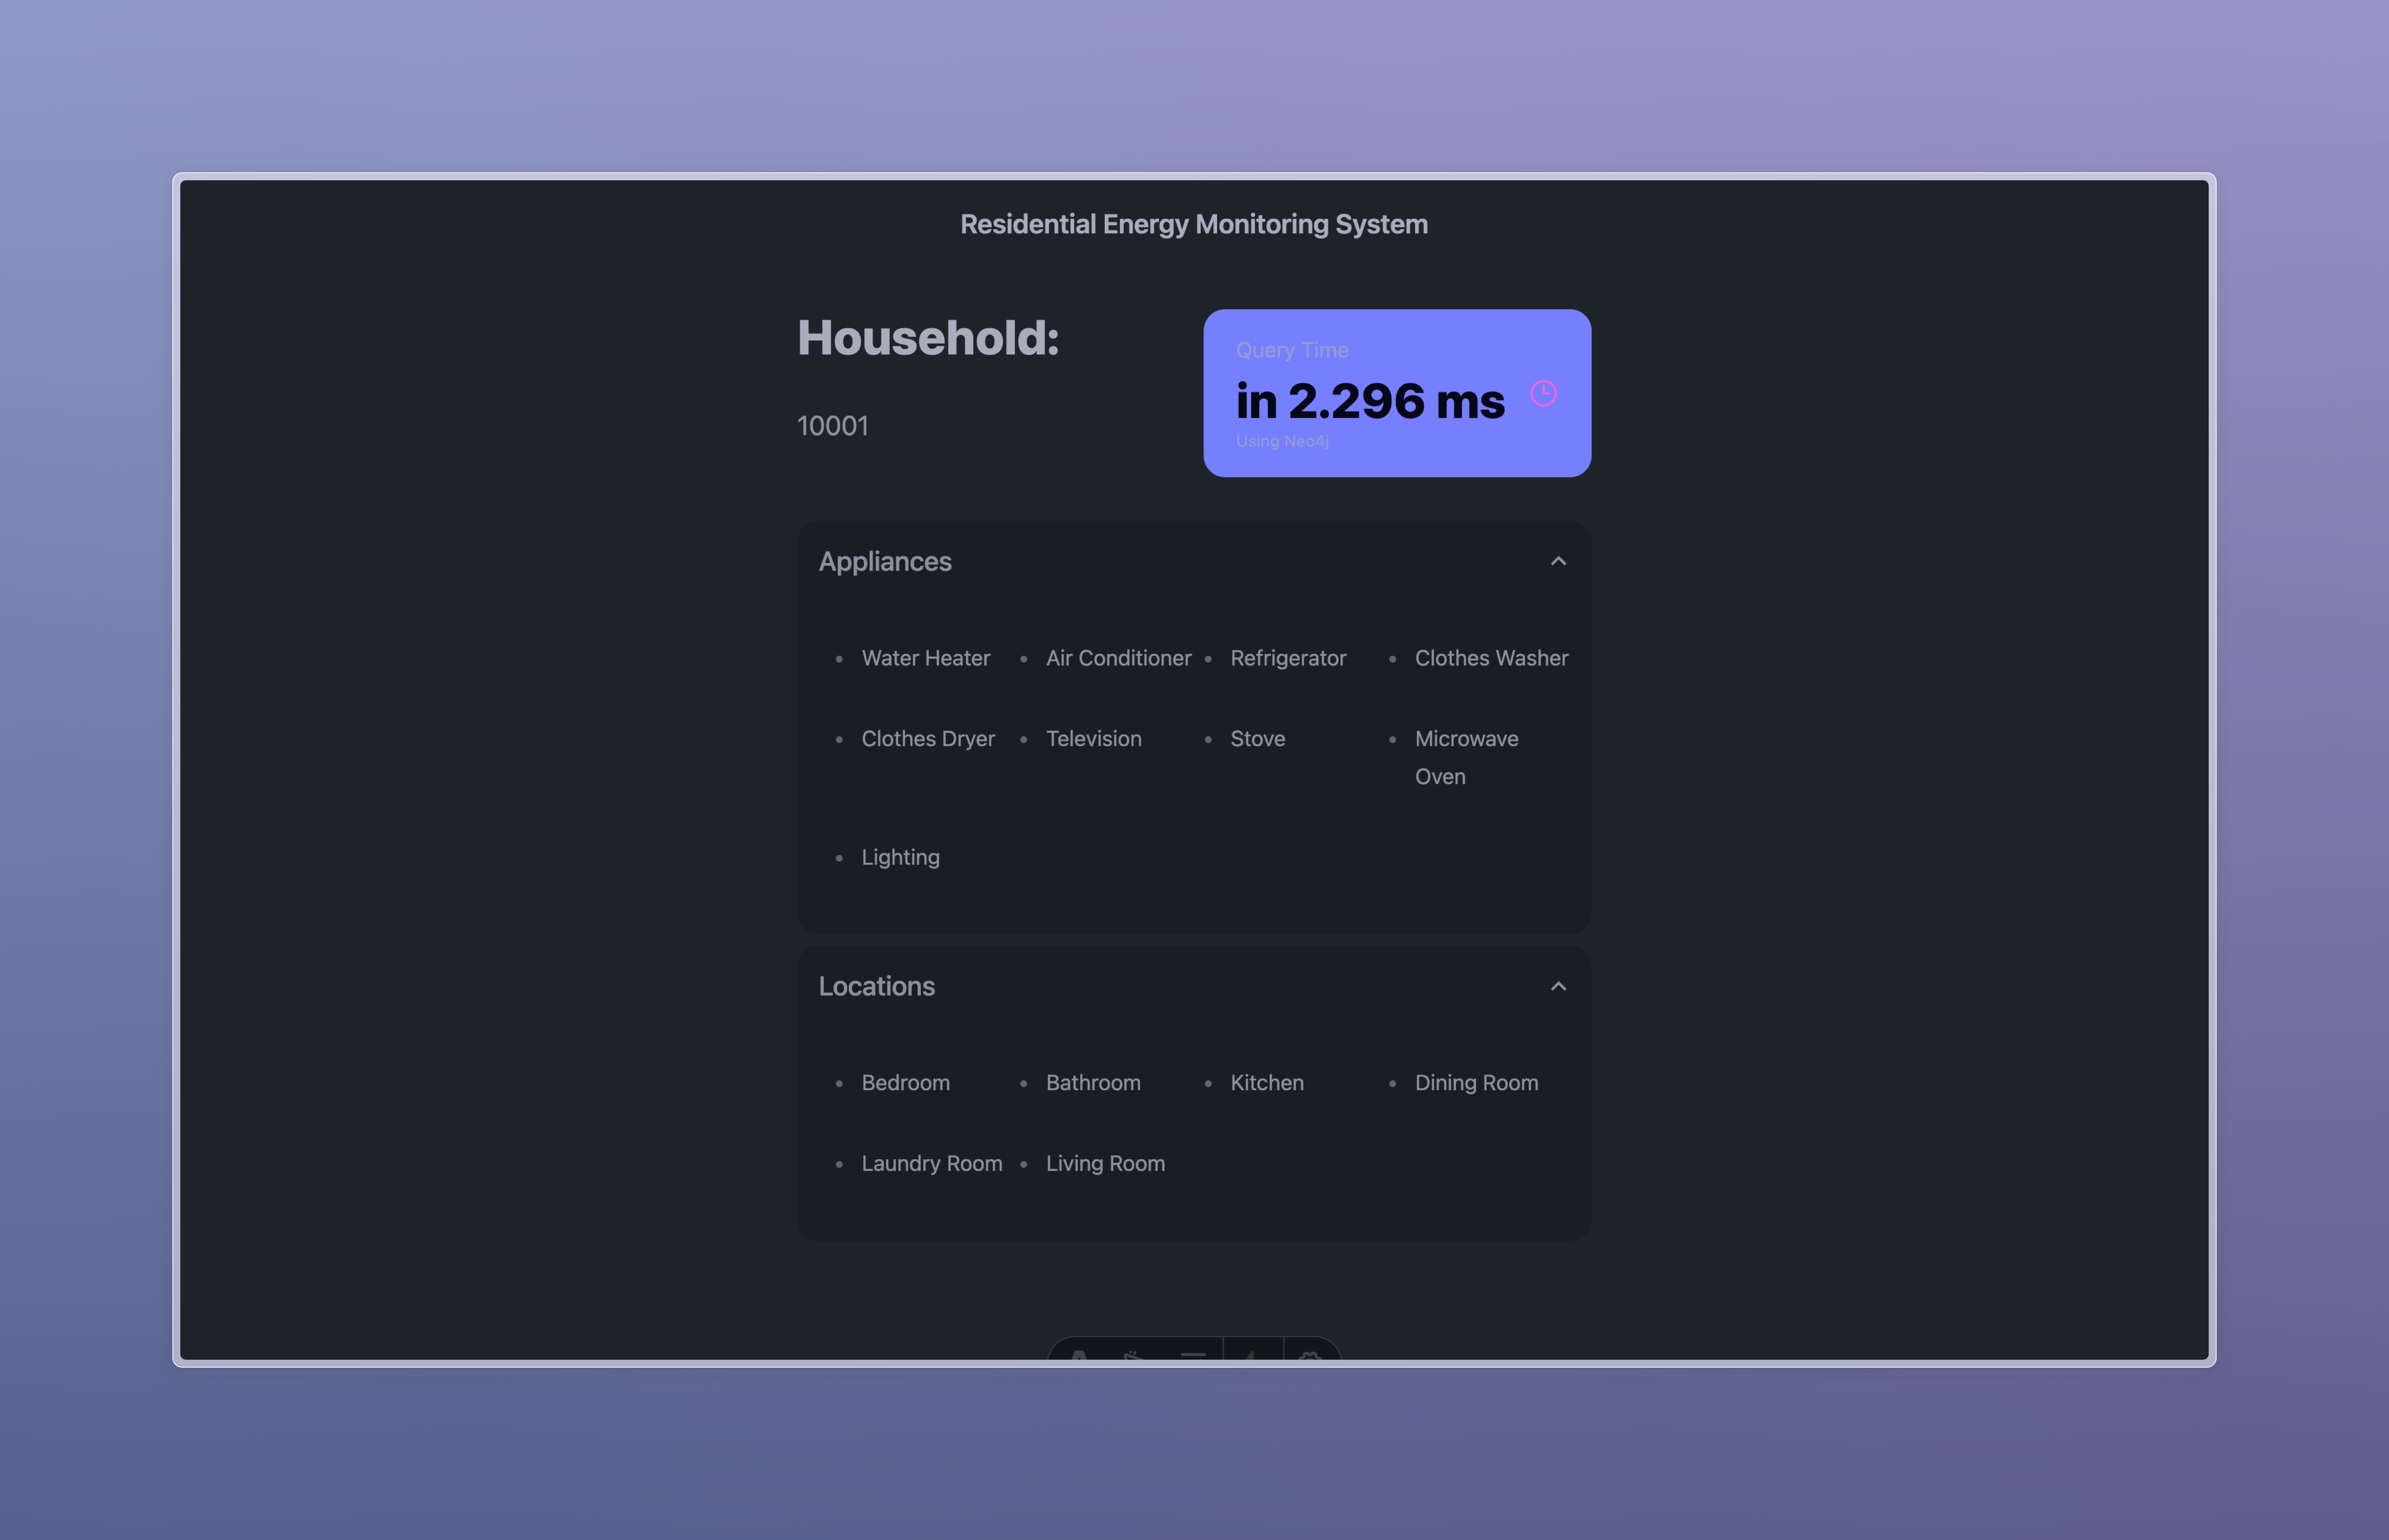 Residential Energy Monitoring System
Household:
10001
Query Time
in 2.296 ms
Using Neo4j
Appliances
Water Heater
Air Conditioner
Refrigerator
Clothes Washer
Clothes Dryer
Television
Stove
Microwave
Oven
Lighting
Locations
Bedroom
Bathroom
Kitchen
Dining Room
Laundry Room
Living Room